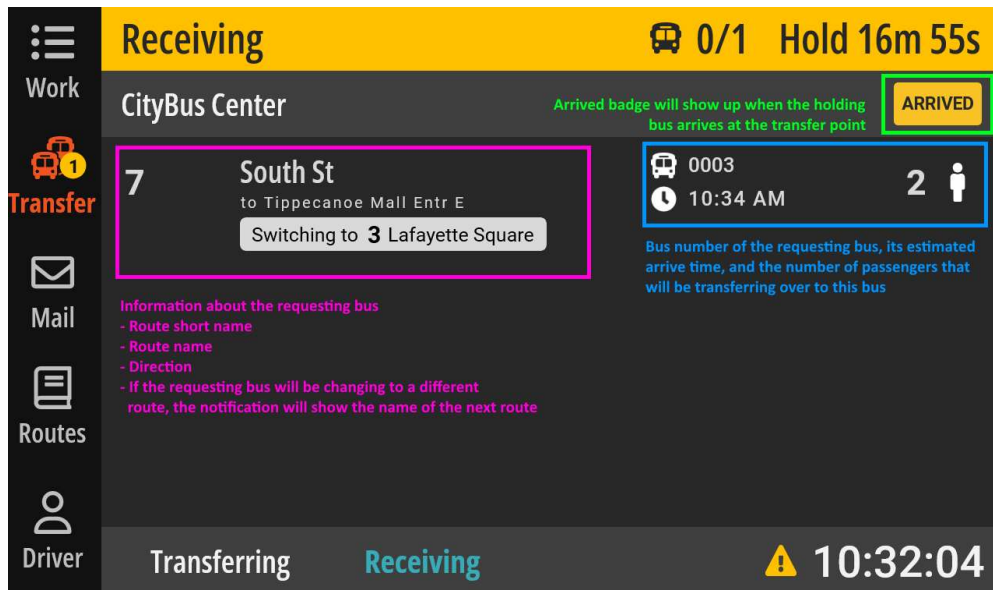 Work
Receiving
0/1
Hold 16m 55s
CityBus Center
Arrived badge will show up when the holding
bus arrives at the transfer point
ARRIVED
1
Transfer
7
South St
to Tippecanoe Mall Entr E
Switching to 3 Lafayette Square
0003
10:34 AM
2
Bus number of the requesting bus, its estimated
arrive time, and the number of passengers that
will be transferring over to this bus
Mail
Information about the requesting bus
- Route short name
- Route name
- Direction
- If the requesting bus will be changing to a different
route, the notification will show the name of the next route
Routes
Driver
Transferring
Receiving
10:32:04